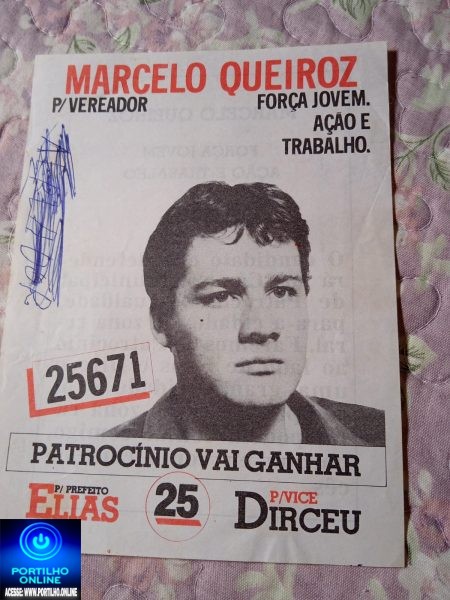 MARCELO QUEIROZ
P/ VEREADOR
FORÇA JOVEM.
AÇÃO E
TRABALHO.
25671
PATROCÍNIO VAI GANHAR
P/ PREFEITO
ELIAS
25
P/ VICE
DIRCEU
PORTILHO
ONLINE
ACESSE: WWW.PORTILHO.ONLINE